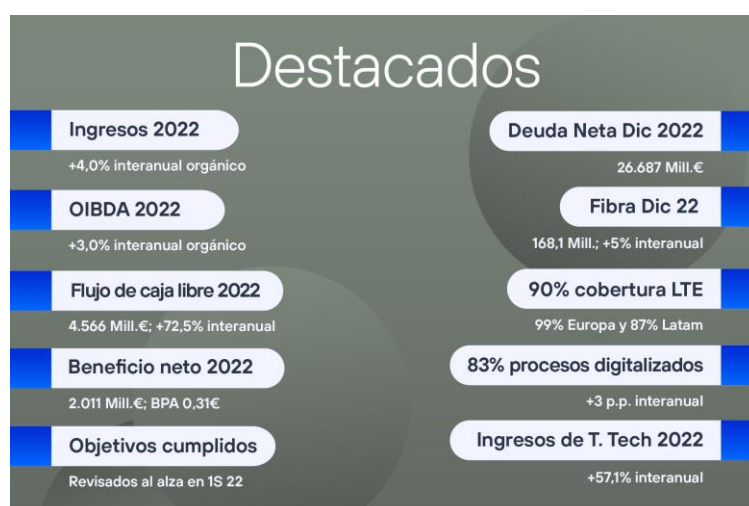 Destacados
Ingresos 2022
+4,0% interanual orgánico
OIBDA 2022
+3,0% interanual orgánico
Flujo de caja libre 2022
4.566 Mill.€; +72,5% interanual
Beneficio neto 2022
2.011 Mill.€; BPA 0,31€
Objetivos cumplidos
Revisados al alza en 1S 22
Deuda Neta Dic 2022
26.687 Mill.€
Fibra Dic 22
168,1 Mill.; +5% interanual
90% cobertura LTE
99% Europa y 87% Latam
83% procesos digitalizados
+3 p.p. interanual
Ingresos de T. Tech 2022
+57,1% interanual